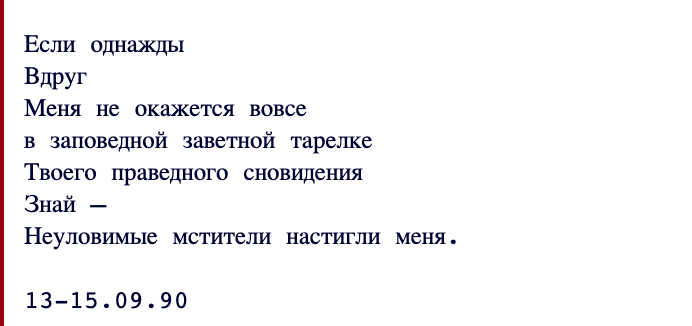 Если однажды
Вдруг
Меня не окажется вовсе
в заповедной заветной тарелке
Твоего праведного сновидения
Знай —
Неуловимые мстители настигли меня.
13-15.09.90